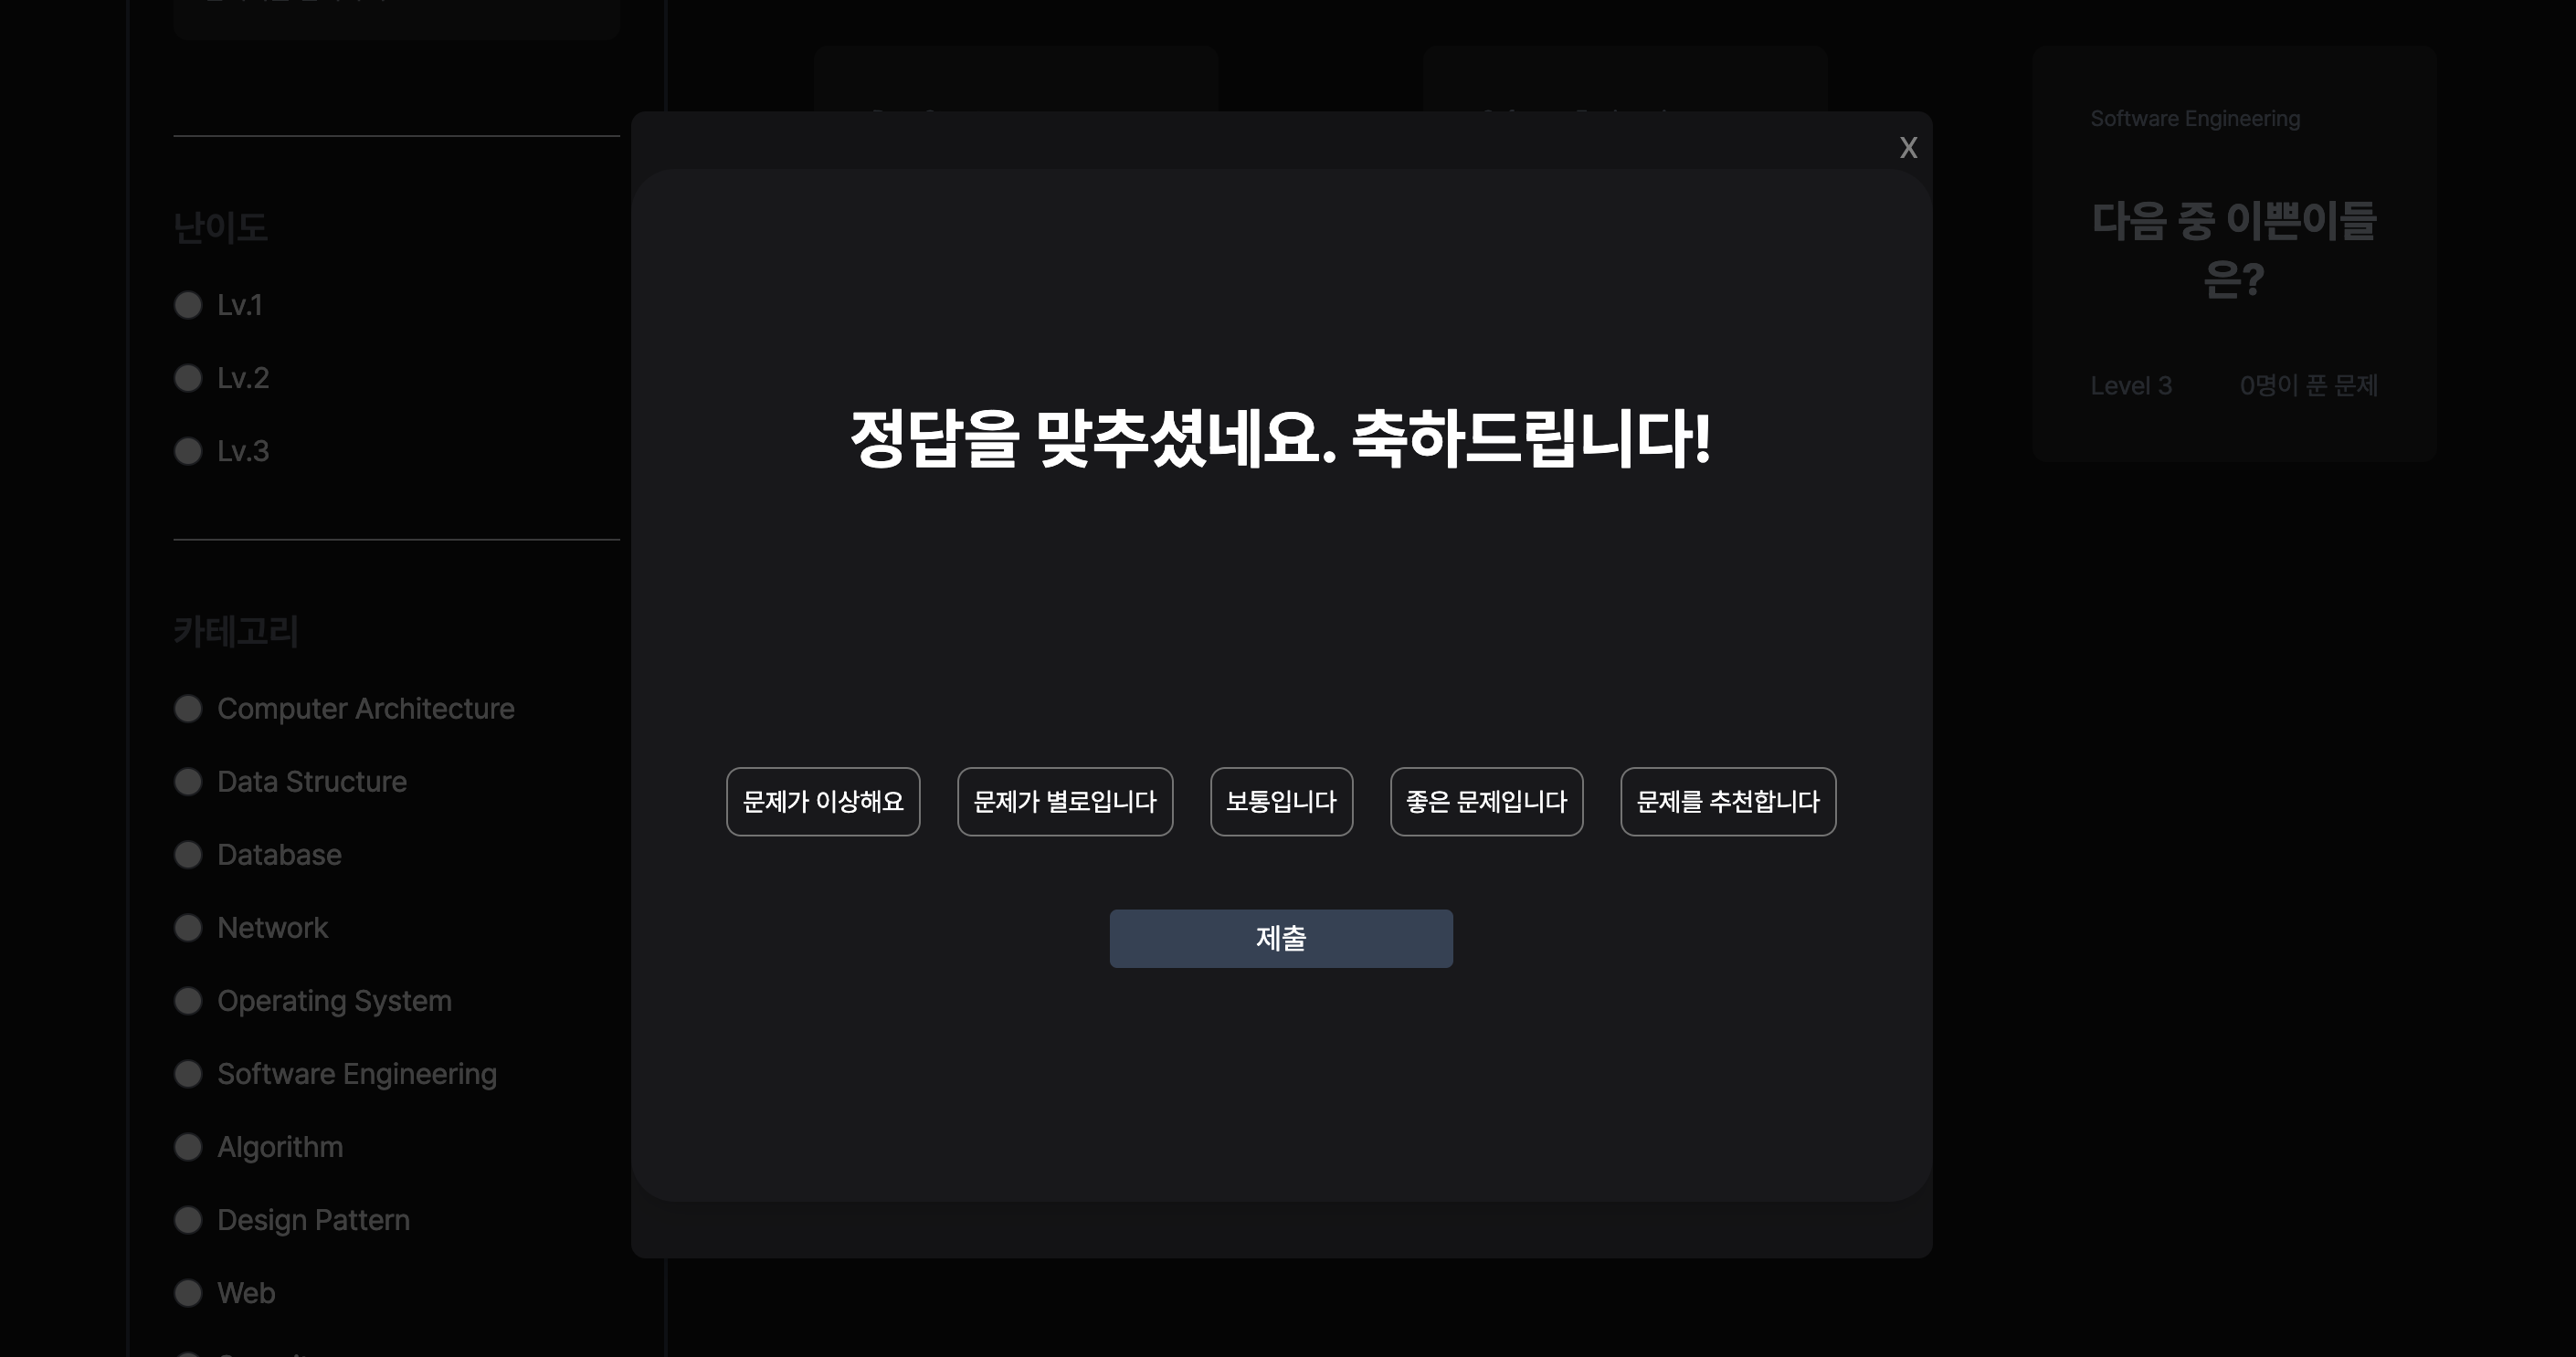 난이도
Lv.1
Lv.2
Lv.3
카테고리
Computer Architecture
Data Structure
Database
Network
Operating System
Software Engineering
Algorithm
Design Pattern
Web
X
정답을 맞추셨네요. 축하드립니다!
문제가 이상해요
문제가 별로입니다
보통입니다
좋은 문제입니다
문제를 추천합니다
제출
Software Engineering
다음 중 이쁜이들
은?
Level 3
0명이 푼 문제